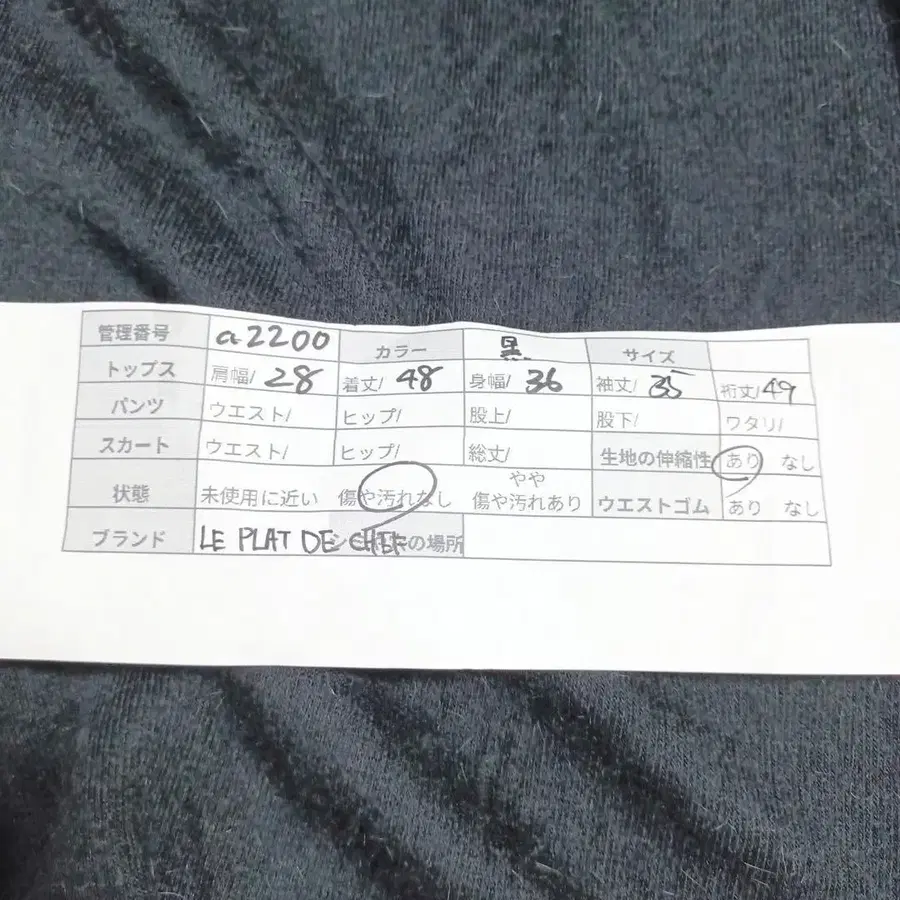 管理番号 a2200 カラー 黒 サイズ
トップス 肩幅/ 28 着丈/ 48 身幅/ 36 袖丈/ 35 裄丈/ 49
パンツ ウエスト/ ヒップ/ 股上/ 股下/ ワタリ/
スカート ウエスト/ ヒップ/ 総丈/ 生地の伸縮性 あり なし
状態 未使用に近い 傷や汚れなし やや
傷や汚れあり ウエストゴム あり なし
ブランド LE PLAT DE CHEF の場所